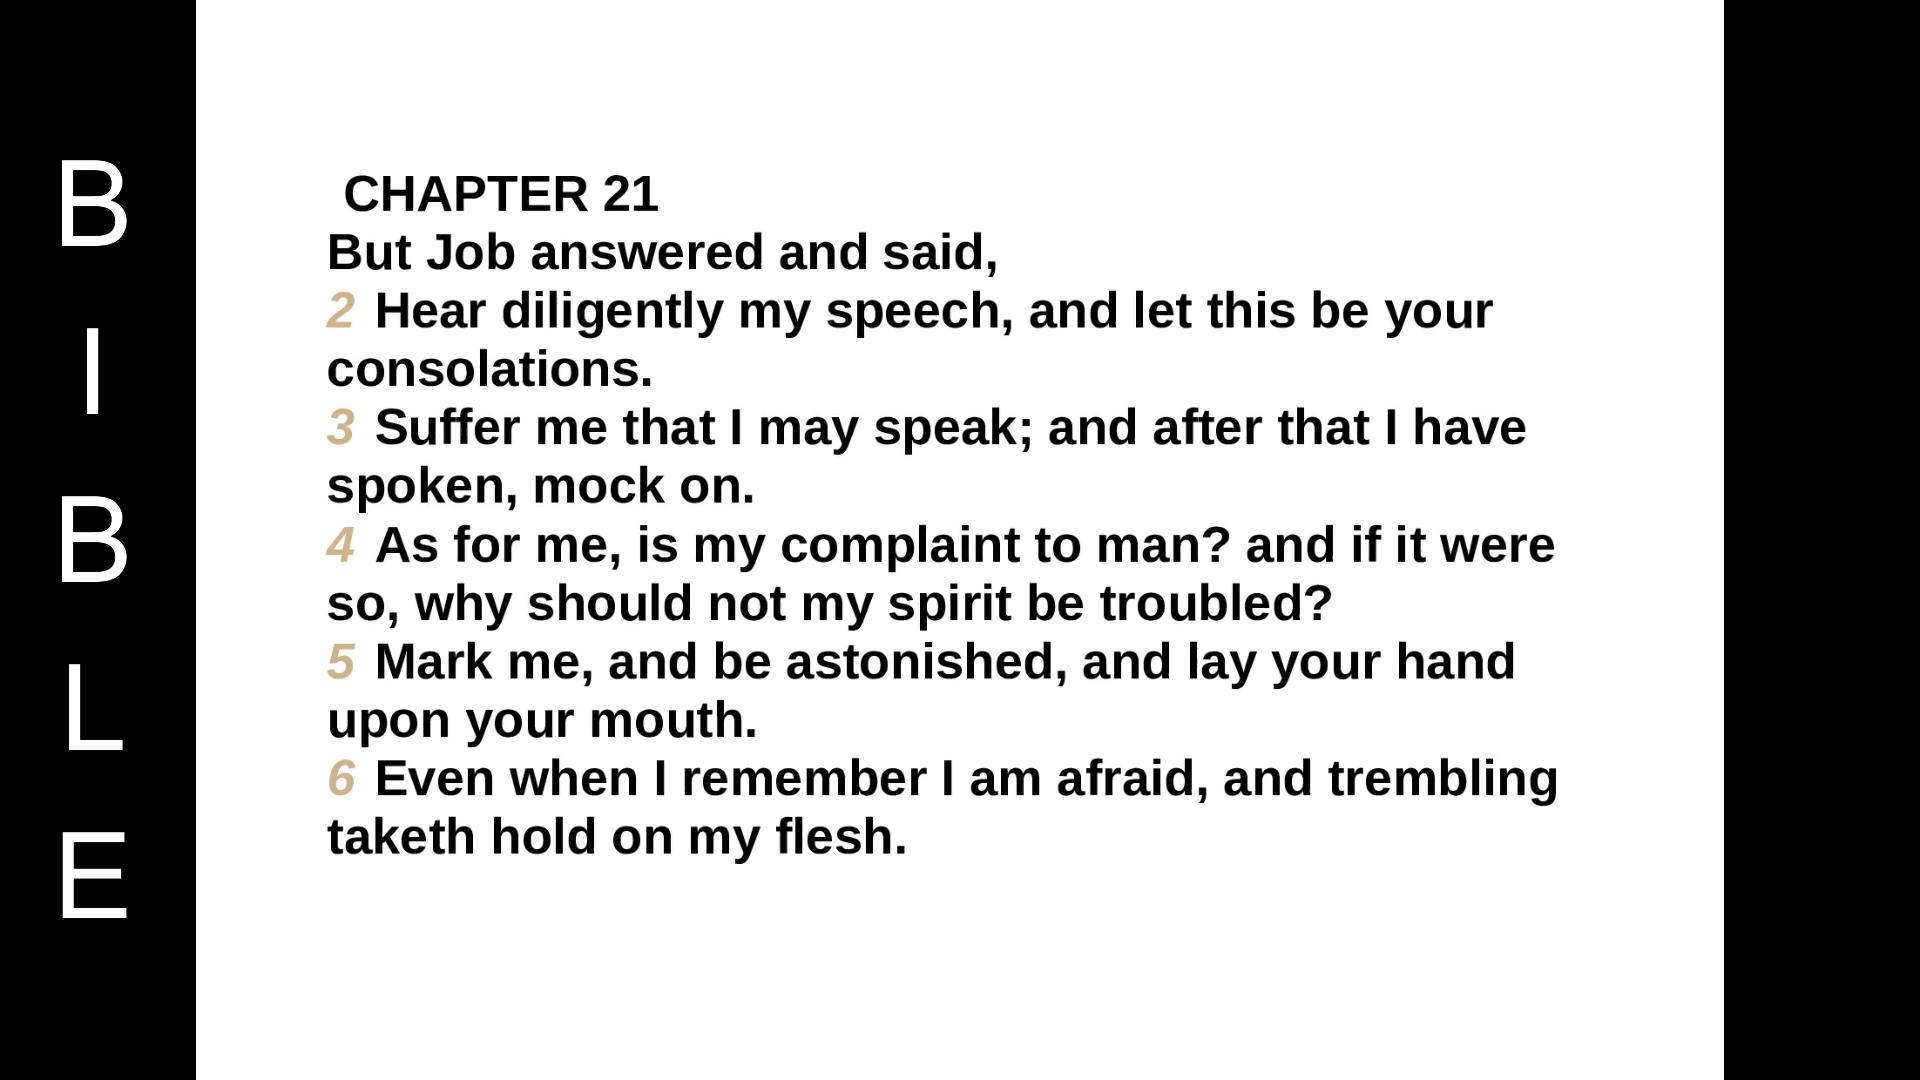 B
I
B
L
E
CHAPTER 21
But Job answered and said,
2 Hear diligently my speech, and let this be your
consolations.
3 Suffer me that I may speak; and after that I have
spoken, mock on.
4 As for me, is my complaint to man? and if it were
so, why should not my spirit be troubled?
5 Mark me, and be astonished, and lay your hand
upon your mouth.
6 Even when I remember I am afraid, and trembling
taketh hold on my flesh.